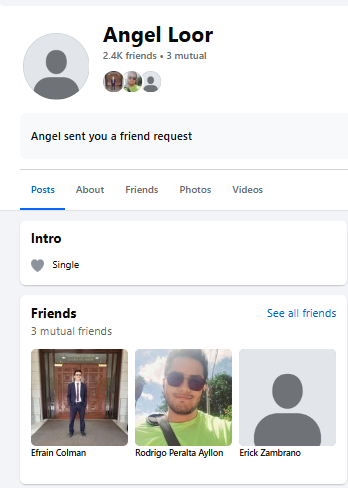 Angel Loor
2.4K friends • 3 mutual
Angel sent you a friend request
Posts About Friends Photos Videos
Intro
Single
Friends See all friends
3 mutual friends
Efrain Colman Rodrigo Peralta Ayllon Erick Zambrano